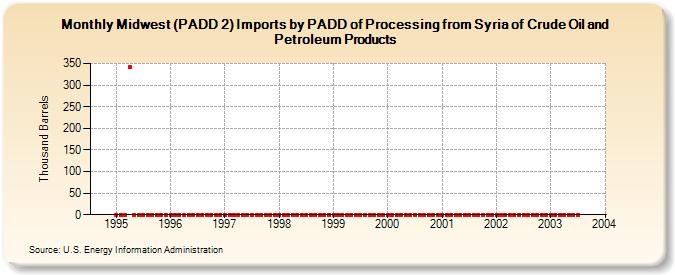 Monthly Midwest (PADD 2) Imports by PADD of Processing from Syria of Crude Oil and
Petroleum Products
Thousand Barrels
350
300
250
200
150
100
50
0
1995 1996 1997 1998 1999 2000 2001 2002 2003 2004
Source: U.S. Energy Information Administration